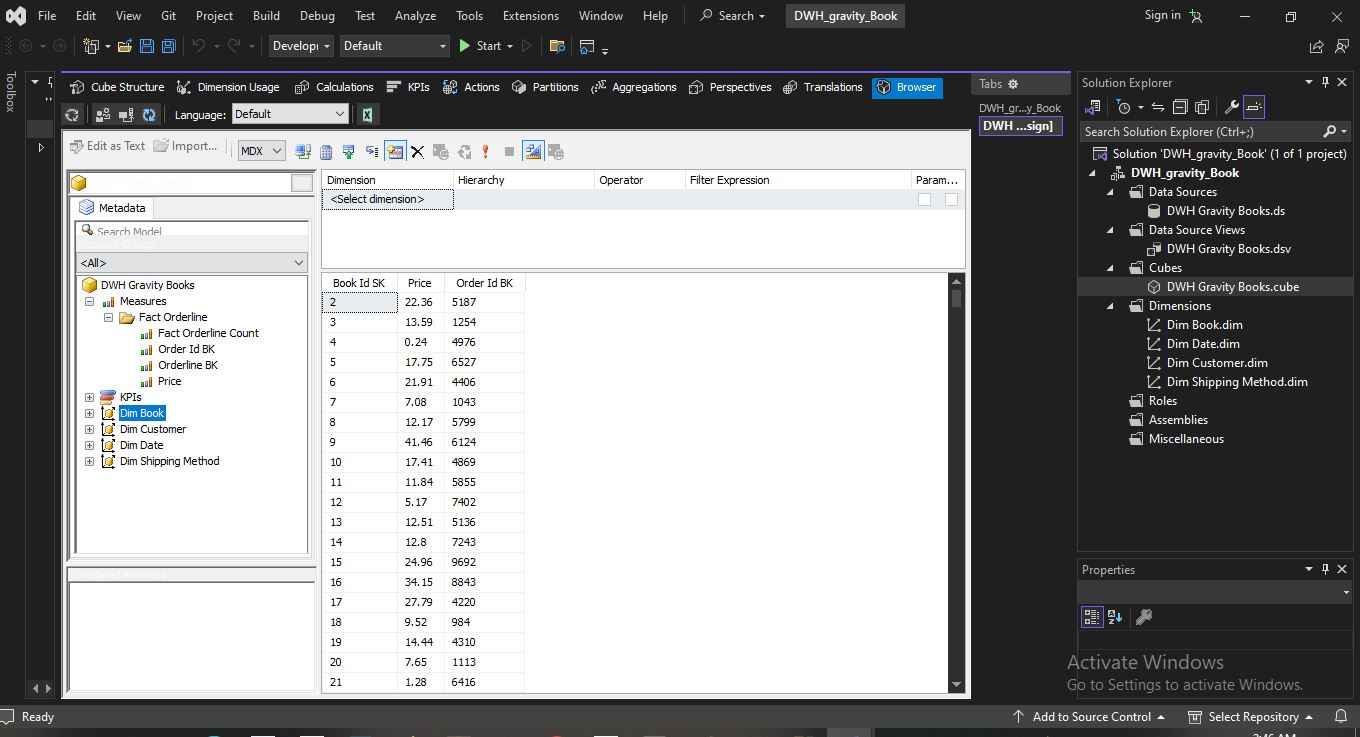 File Edit View Git Project Build Debug Test Analyze Tools Extensions Window Help Search DWH_gravity_Book Sign in
Developi Default Start
Toolbox
Cube Structure Dimension Usage Calculations KPIs Actions Partitions Aggregations Perspectives Translations Browser
Language: Default
Edit as Text Import... MDX
Metadata
Search Model
Measure Group:
<All>
DWH Gravity Books
Measures
Fact Orderline
Fact Orderline Count
Order Id BK
Orderline BK
Price
KPIs
Dim Book
Dim Customer
Dim Date
Dim Shipping Method
Calculated Members
Dimension Hierarchy Operator Filter Expression Param...
<Select dimension>
Book Id SK Price Order Id BK
2 22.36 5187
3 13.59 1254
4 0.24 4976
5 17.75 6527
6 21.91 4406
7 7.08 1043
8 12.17 5799
9 41.46 6124
10 17.41 4869
11 11.84 5855
12 5.17 7402
13 12.51 5136
14 12.8 7243
15 24.96 9692
16 34.15 8843
17 27.79 4220
18 9.52 984
19 14.44 4310
20 7.65 1113
21 1.28 6416
Tabs
DWH_gr...y_Book
DWH ...sign]
Solution Explorer
Search Solution Explorer (Ctrl+;)
Solution 'DWH_gravity_Book' (1 of 1 project)
DWH_gravity_Book
Data Sources
DWH Gravity Books.ds
Data Source Views
DWH Gravity Books.dsv
Cubes
DWH Gravity Books.cube
Dimensions
Dim Book.dim
Dim Date.dim
Dim Customer.dim
Dim Shipping Method.dim
Roles
Assemblies
Miscellaneous
Properties
Activate Windows
Go to Settings to activate Windows.
Ready Add to Source Control Select Repository